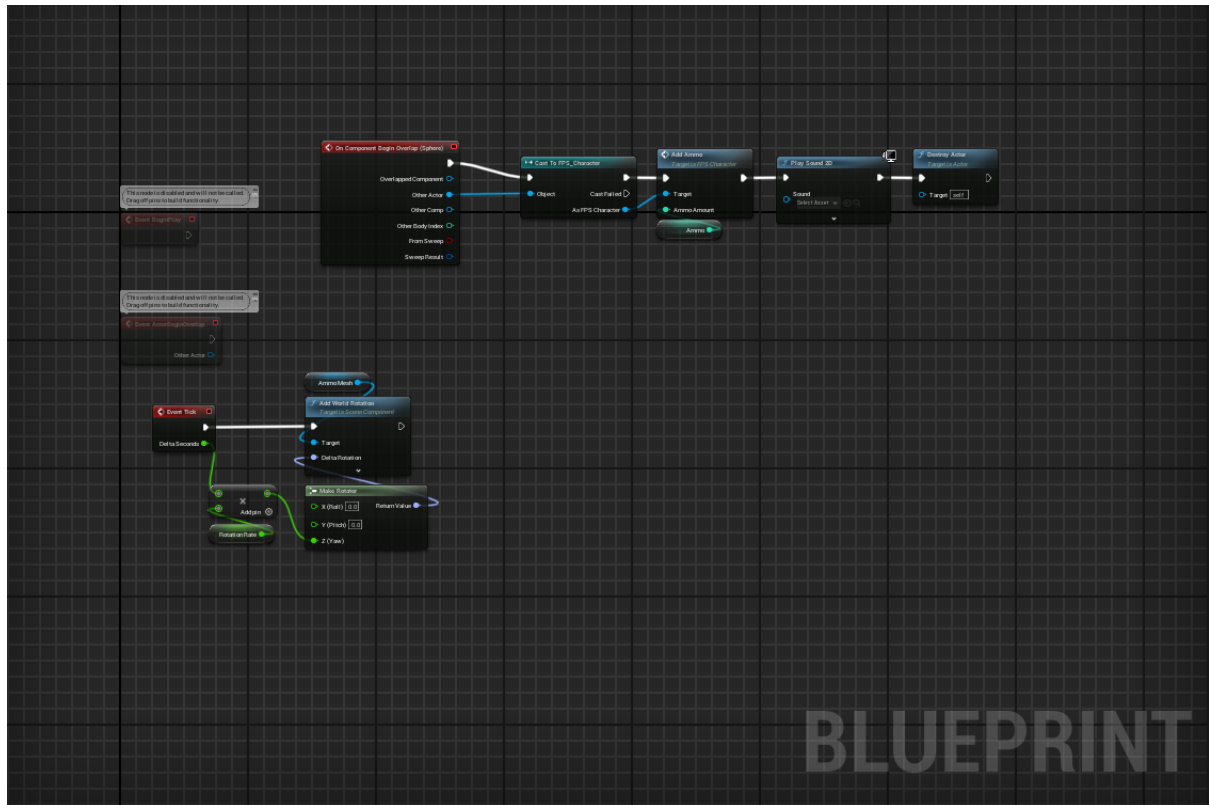 On Component Begin Overlap (Sphere)
Overlapped Component
Other Actor
Other Comp
Other Body Index
From Sweep
Sweep Result
Cast To FPS_Character
Object
Cast Failed
As FPS Character
Add Ammo
Target is FPS Character
Target
Ammo Amount
Ammo
Play Sound 2D
Sound
Select Asset
Destroy Actor
Target is Actor
Target
self
This node is disabled and will not be called.
Drag off pins to build functionality.
Event BeginPlay
This node is disabled and will not be called.
Drag off pins to build functionality.
Event ActorBeginOverlap
Other Actor
Event Tick
Delta Seconds
Ammo Mesh
Add World Rotation
Target is Scene Component
Target
Delta Rotation
Add pin
Rotation Rate
Make Rotator
X (Roll) 0.0
Return Value
Y (Pitch) 0.0
Z (Yaw)
BLUEPRINT